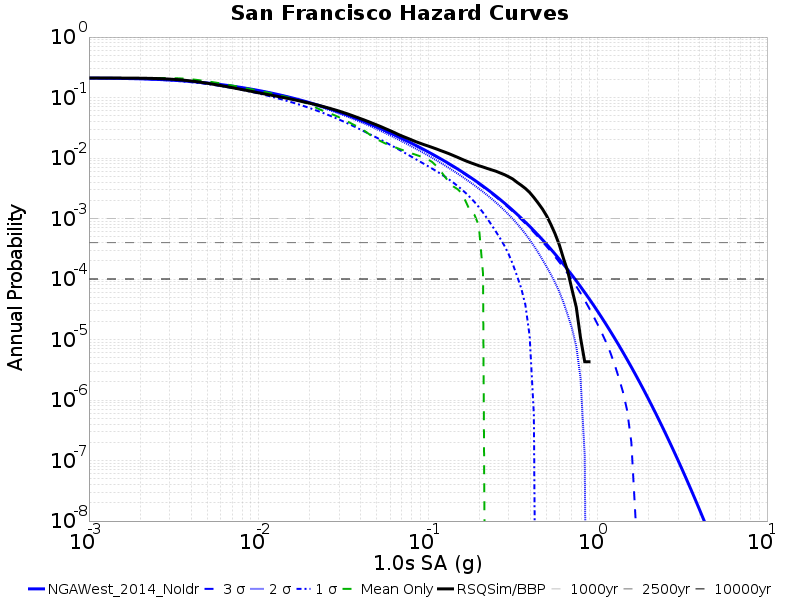 San Francisco Hazard Curves
Annual Probability
10^0
10^-1
10^-2
10^-3
10^-4
10^-5
10^-6
10^-7
10^-8
10^-3 10^-2 10^-1 10^0 10^1
1.0s SA (g)
NGAWest_2014_NoIdr 3 σ 2 σ 1 σ Mean Only RSQSim/BBP 1000yr 2500yr 10000yr